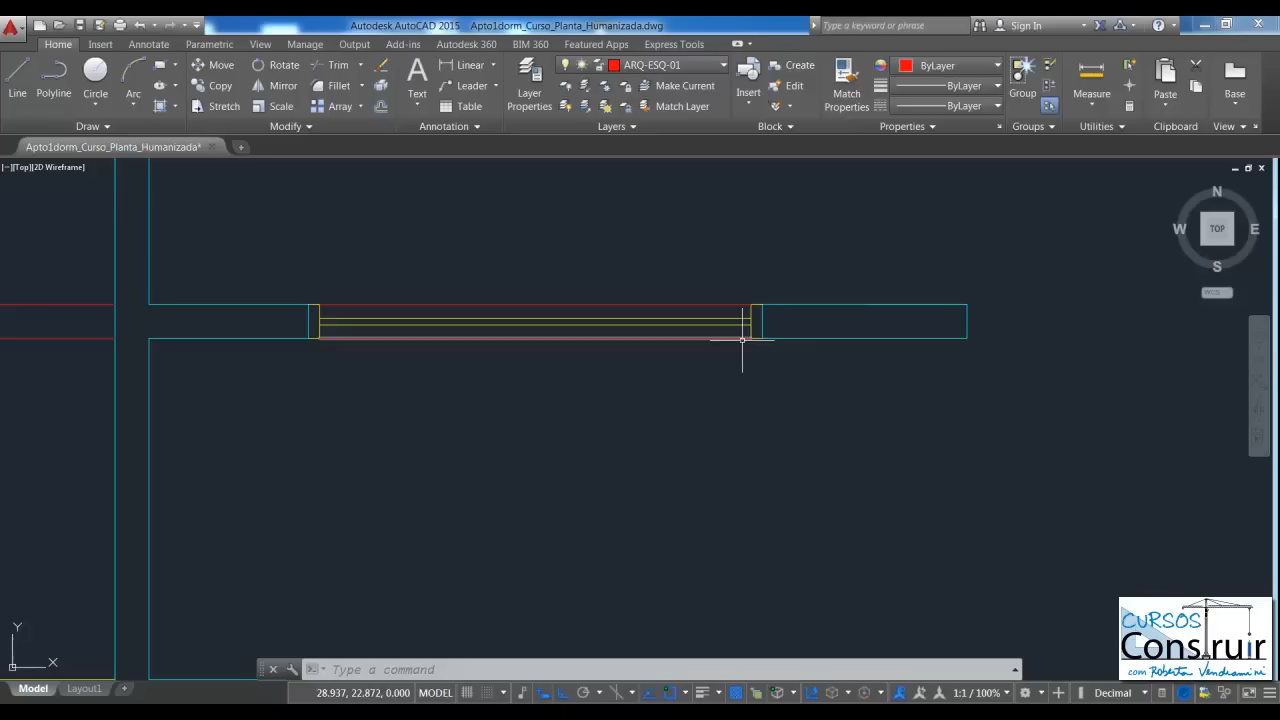 Autodesk AutoCAD 2015 Apto1dorm_Curso_Planta_Humanizada.dwg
Type a keyword or phrase
Sign In
Home Insert Annotate Parametric View Manage Output Add-ins Autodesk 360 BIM 360 Featured Apps Express Tools
Move Rotate Trim Linear ARQ-ESQ-01 Create ByLayer
Copy Mirror Fillet Leader Make Current Edit ByLayer
Stretch Scale Array Table Match Layer ByLayer
Line Polyline Circle Arc Text Layer Properties Insert Match Properties Group Measure Paste Base
Draw Modify Annotation Layers Block Properties Groups Utilities Clipboard View
Apto1dorm_Curso_Planta_Humanizada*
[−][Top][2D Wireframe]
N
W TOP E
S
WCS
Y
X
Type a command
CURSOS
Construir
com Roberta Vendramini
Model Layout1
28.937, 22.872, 0.000 MODEL 1:1 / 100% Decimal